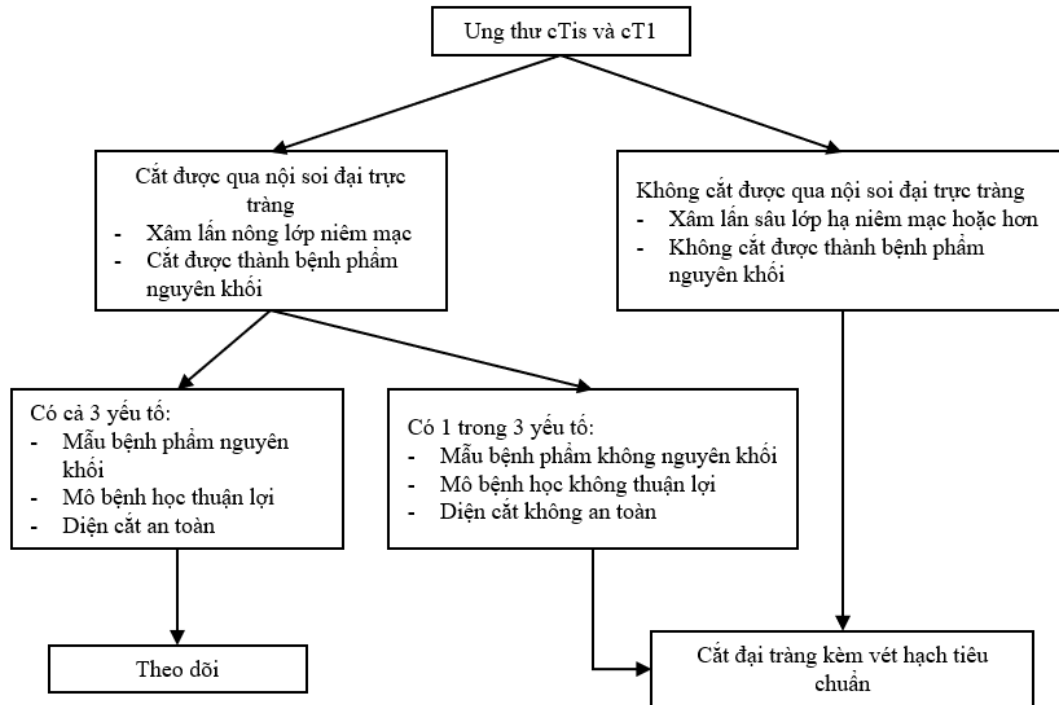 Ung thư cTis và cT1
Cắt được qua nội soi đại trực
tràng
- Xâm lấn nông lớp niêm mạc
- Cắt được thành bệnh phẩm
nguyên khối
Không cắt được qua nội soi đại trực tràng
- Xâm lấn sâu lớp hạ niêm mạc hoặc hơn
- Không cắt được thành bệnh phẩm
nguyên khối
Có cả 3 yếu tố:
- Mẫu bệnh phẩm nguyên
khối
- Mô bệnh học thuận lợi
- Diện cắt an toàn
Có 1 trong 3 yếu tố:
- Mẫu bệnh phẩm không nguyên khối
- Mô bệnh học không thuận lợi
- Diện cắt không an toàn
Theo dõi
Cắt đại tràng kèm vét hạch tiêu
chuẩn